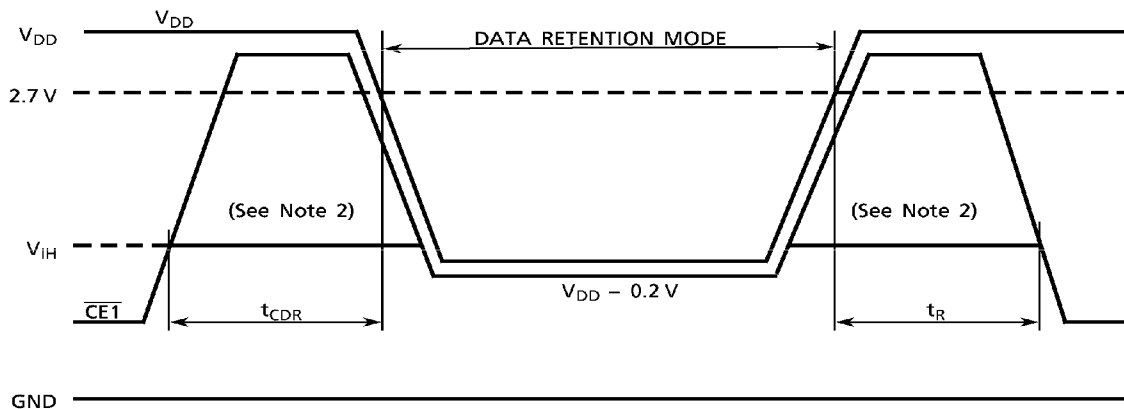 V_DD
V_DD
DATA RETENTION MODE
2.7 V
(See Note 2)
(See Note 2)
V_IH
V_DD – 0.2 V
C̅E̅1̅
t_CDR
t_R
GND